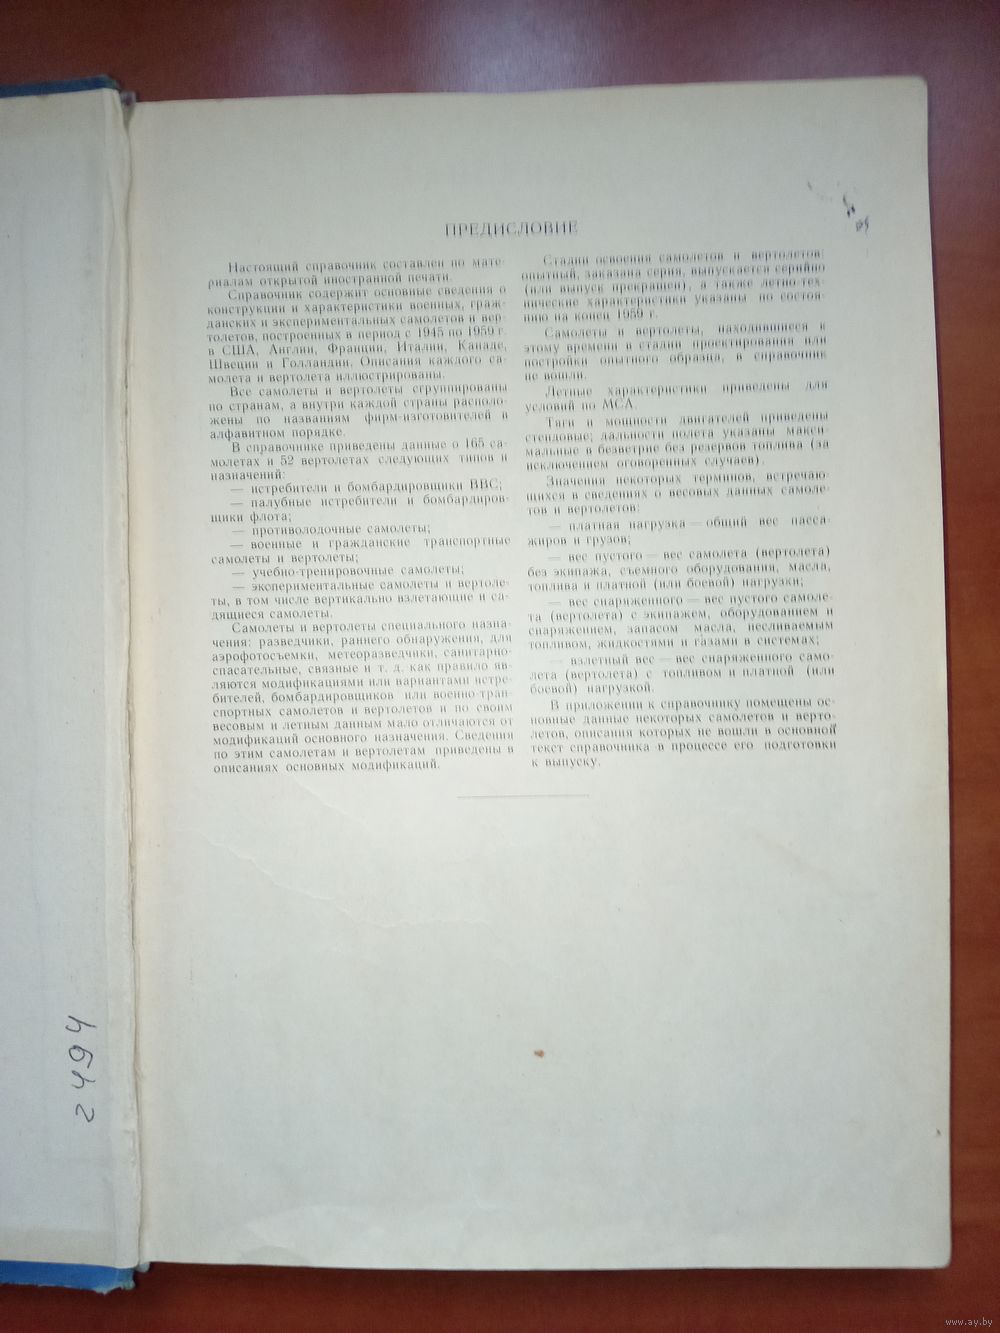 ПРЕДИСЛОВИЕ
Настоящий справочник составлен по мате-
риалам открытой иностранной печати.
Справочник содержит основные сведения о
конструкции и характеристики военных, граж-
данских и экспериментальных самолетов и вер-
толетов, построенных в период с 1945 по 1959 г.
в США, Англии, Франции, Италии, Канаде,
Швеции и Голландии. Описания каждого са-
молета и вертолета иллюстрированы.
Все самолеты и вертолеты сгруппированы
по странам, а внутри каждой страны располо-
жены по названиям фирм-изготовителей в
алфавитном порядке.
В справочнике приведены данные о 165 са-
молетах и 52 вертолетах следующих типов и
назначений:
— истребители и бомбардировщики ВВС;
— палубные истребители и бомбардиров-
щики флота;
— противолодочные самолеты;
— военные и гражданские транспортные
самолеты и вертолеты;
— учебно-тренировочные самолеты;
— экспериментальные самолеты и вертоле-
ты, в том числе вертикально взлетающие и са-
дящиеся самолеты.
Самолеты и вертолеты специального назна-
чения: разведчики, раннего обнаружения, для
аэрофотосъемки, метеоразведчики, санитарно-
спасательные, связные и т. д. как правило яв-
ляются модификациями или вариантами истре-
бителей, бомбардировщиков или военно-тран-
спортных самолетов и вертолетов и по своим
весовым и летным данным мало отличаются от
модификаций основного назначения. Сведения
по этим самолетам и вертолетам приведены в
описаниях основных модификаций.
Стадии освоения самолетов и вертолетов:
опытный, заказана серия, выпускается серийно
(или выпуск прекращен), а также летно-тех-
нические характеристики указаны по состоя-
нию на конец 1959 г.
Самолеты и вертолеты, находившиеся к
этому времени в стадии проектирования или
постройки опытного образца, в справочник
не вошли.
Летные характеристики приведены для
условий по МСА.
Тяги и мощности двигателей приведены
стендовые; дальности полета указаны макси-
мальные в безветрие без резервов топлива (за
исключением оговоренных случаев).
Значения некоторых терминов, встречаю-
щихся в сведениях о весовых данных самоле-
тов и вертолетов:
— платная нагрузка — общий вес пасса-
жиров и грузов;
— вес пустого — вес самолета (вертолета)
без экипажа, съемного оборудования, масла,
топлива и платной (или боевой) нагрузки;
— вес снаряженного — вес пустого самоле-
та (вертолета) с экипажем, оборудованием и
снаряжением, запасом масла, несливаемым
топливом, жидкостями и газами в системах;
— взлетный вес — вес снаряженного само-
лета (вертолета) с топливом и платной (или
боевой) нагрузкой.
В приложении к справочнику помещены ос-
новные данные некоторых самолетов и верто-
летов, описания которых не вошли в основной
текст справочника в процессе его подготовки
к выпуску.
www.ay.by